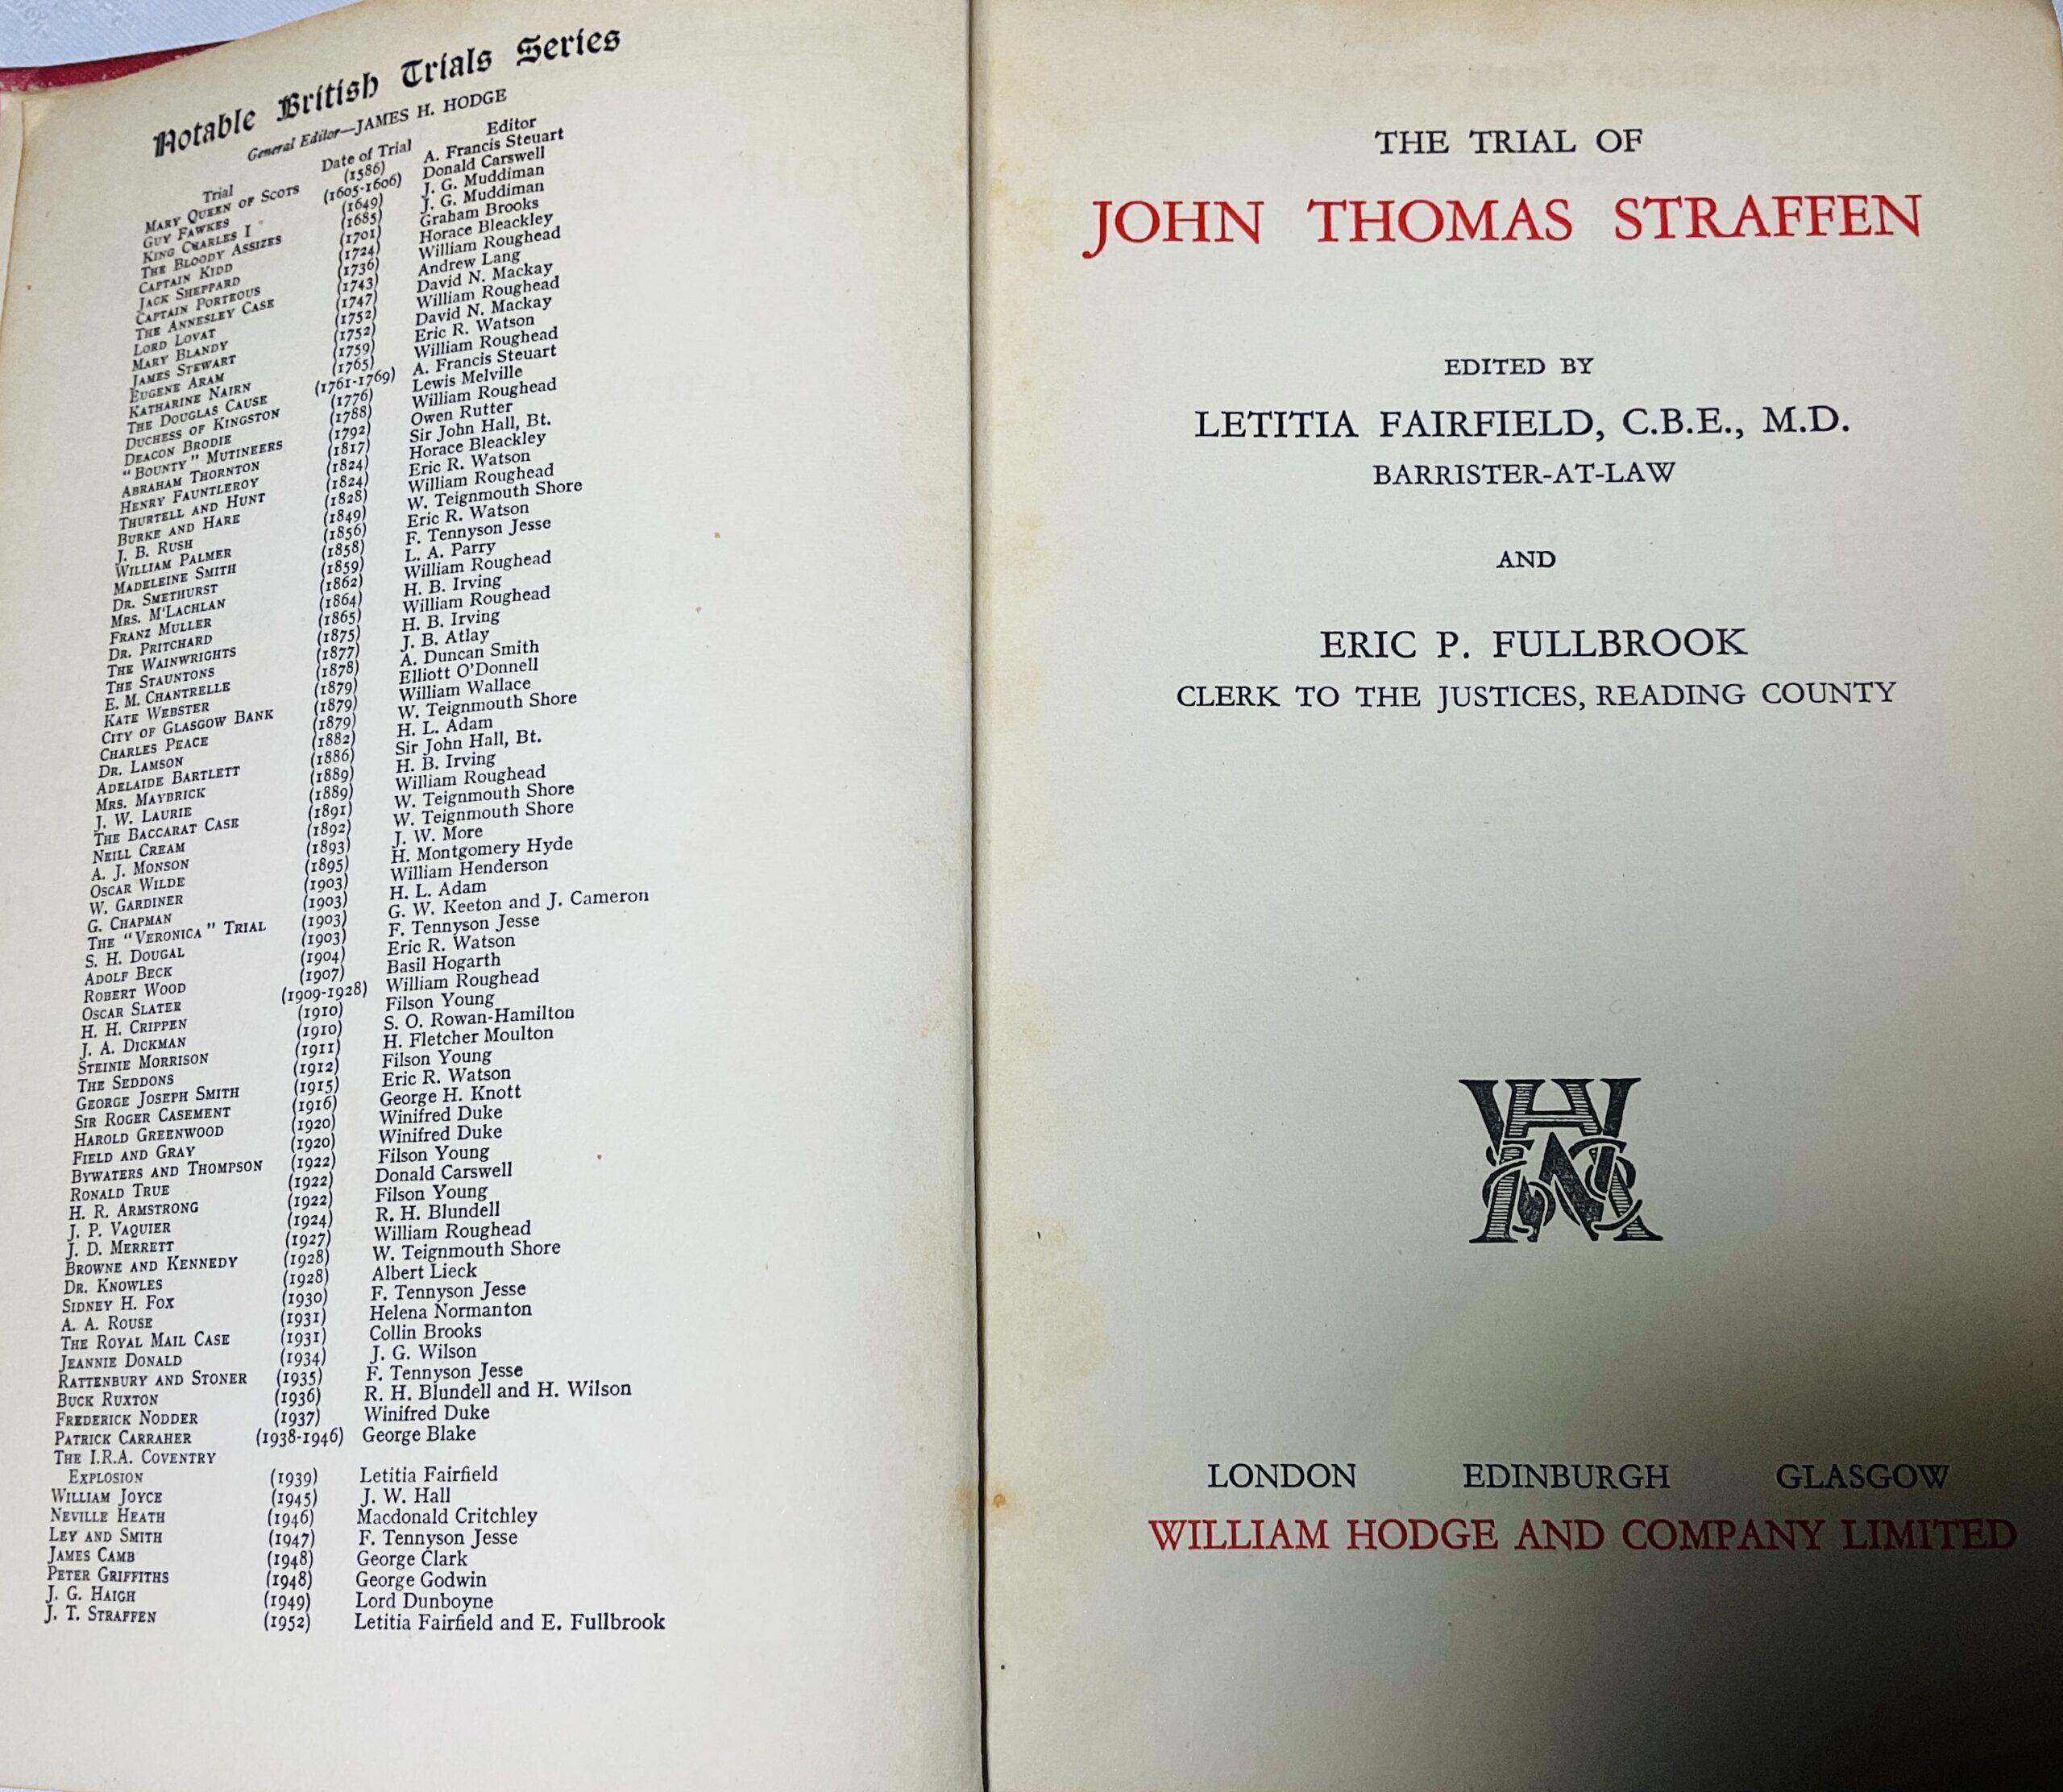 Notable British Trials Series
General Editor—JAMES H. HODGE
Trial Date of Trial Editor
MARY QUEEN OF SCOTS (1586) A. Francis Steuart
GUY FAWKES (1605-1606) Donald Carswell
KING CHARLES I (1649) J. G. Muddiman
THE BLOODY ASSIZES (1685) J. G. Muddiman
CAPTAIN KIDD (1701) Graham Brooks
JACK SHEPPARD (1724) Horace Bleackley
CAPTAIN PORTEOUS (1736) William Roughead
THE ANNESLEY CASE (1743) Andrew Lang
LORD LOVAT (1747) David N. Mackay
MARY BLANDY (1752) William Roughead
JAMES STEWART (1752) David N. Mackay
EUGENE ARAM (1759) Eric R. Watson
KATHARINE NAIRN (1765) William Roughead
THE DOUGLAS CAUSE (1761-1769) A. Francis Steuart
DUCHESS OF KINGSTON (1776) Lewis Melville
DEACON BRODIE (1788) William Roughead
"BOUNTY" MUTINEERS (1792) Owen Rutter
ABRAHAM THORNTON (1817) Sir John Hall, Bt.
HENRY FAUNTLEROY (1824) Horace Bleackley
THURTELL AND HUNT (1824) Eric R. Watson
BURKE AND HARE (1828) William Roughead
J. B. RUSH (1849) W. Teignmouth Shore
WILLIAM PALMER (1856) Eric R. Watson
MADELEINE SMITH (1858) F. Tennyson Jesse
DR. SMETHURST (1859) L. A. Parry
MRS. M'LACHLAN (1862) William Roughead
FRANZ MULLER (1864) H. B. Irving
DR. PRITCHARD (1865) William Roughead
THE WAINWRIGHTS (1875) H. B. Irving
THE STAUNTONS (1877) J. B. Atlay
E. M. CHANTRELLE (1878) A. Duncan Smith
KATE WEBSTER (1879) Elliott O'Donnell
CITY OF GLASGOW BANK (1879) William Wallace
CHARLES PEACE (1879) W. Teignmouth Shore
DR. LAMSON (1882) H. L. Adam
ADELAIDE BARTLETT (1886) Sir John Hall, Bt.
MRS. MAYBRICK (1889) H. B. Irving
J. W. LAURIE (1889) William Roughead
THE BACCARAT CASE (1891) W. Teignmouth Shore
NEILL CREAM (1892) W. Teignmouth Shore
A. J. MONSON (1893) J. W. More
OSCAR WILDE (1895) H. Montgomery Hyde
W. GARDINER (1903) William Henderson
G. CHAPMAN (1903) H. L. Adam
THE "VERONICA" TRIAL (1903) G. W. Keeton and J. Cameron
S. H. DOUGAL (1903) F. Tennyson Jesse
ADOLF BECK (1904) Eric R. Watson
ROBERT WOOD (1907) Basil Hogarth
OSCAR SLATER (1909-1928) William Roughead
H. H. CRIPPEN (1910) Filson Young
J. A. DICKMAN (1910) S. O. Rowan-Hamilton
STEINIE MORRISON (1911) H. Fletcher Moulton
THE SEDDONS (1912) Filson Young
GEORGE JOSEPH SMITH (1915) Eric R. Watson
SIR ROGER CASEMENT (1916) George H. Knott
HAROLD GREENWOOD (1920) Winifred Duke
FIELD AND GRAY (1920) Winifred Duke
BYWATERS AND THOMPSON (1922) Filson Young
RONALD TRUE (1922) Donald Carswell
H. R. ARMSTRONG (1922) Filson Young
J. P. VAQUIER (1924) R. H. Blundell
J. D. MERRETT (1927) William Roughead
BROWNE AND KENNEDY (1928) W. Teignmouth Shore
DR. KNOWLES (1928) Albert Lieck
SIDNEY H. FOX (1930) F. Tennyson Jesse
A. A. ROUSE (1931) Helena Normanton
THE ROYAL MAIL CASE (1931) Collin Brooks
JEANNIE DONALD (1934) J. G. Wilson
RATTENBURY AND STONER (1935) F. Tennyson Jesse
BUCK RUXTON (1936) R. H. Blundell and H. Wilson
FREDERICK NODDER (1937) Winifred Duke
PATRICK CARRAHER (1938-1946) George Blake
THE I.R.A. COVENTRY
EXPLOSION (1939) Letitia Fairfield
WILLIAM JOYCE (1945) J. W. Hall
NEVILLE HEATH (1946) Macdonald Critchley
LEY AND SMITH (1947) F. Tennyson Jesse
JAMES CAMB (1948) George Clark
PETER GRIFFITHS (1948) George Godwin
J. G. HAIGH (1949) Lord Dunboyne
J. T. STRAFFEN (1952) Letitia Fairfield and E. Fullbrook
THE TRIAL OF
JOHN THOMAS STRAFFEN
EDITED BY
LETITIA FAIRFIELD, C.B.E., M.D.
BARRISTER-AT-LAW
AND
ERIC P. FULLBROOK
CLERK TO THE JUSTICES, READING COUNTY
LONDON EDINBURGH GLASGOW
WILLIAM HODGE AND COMPANY LIMITED